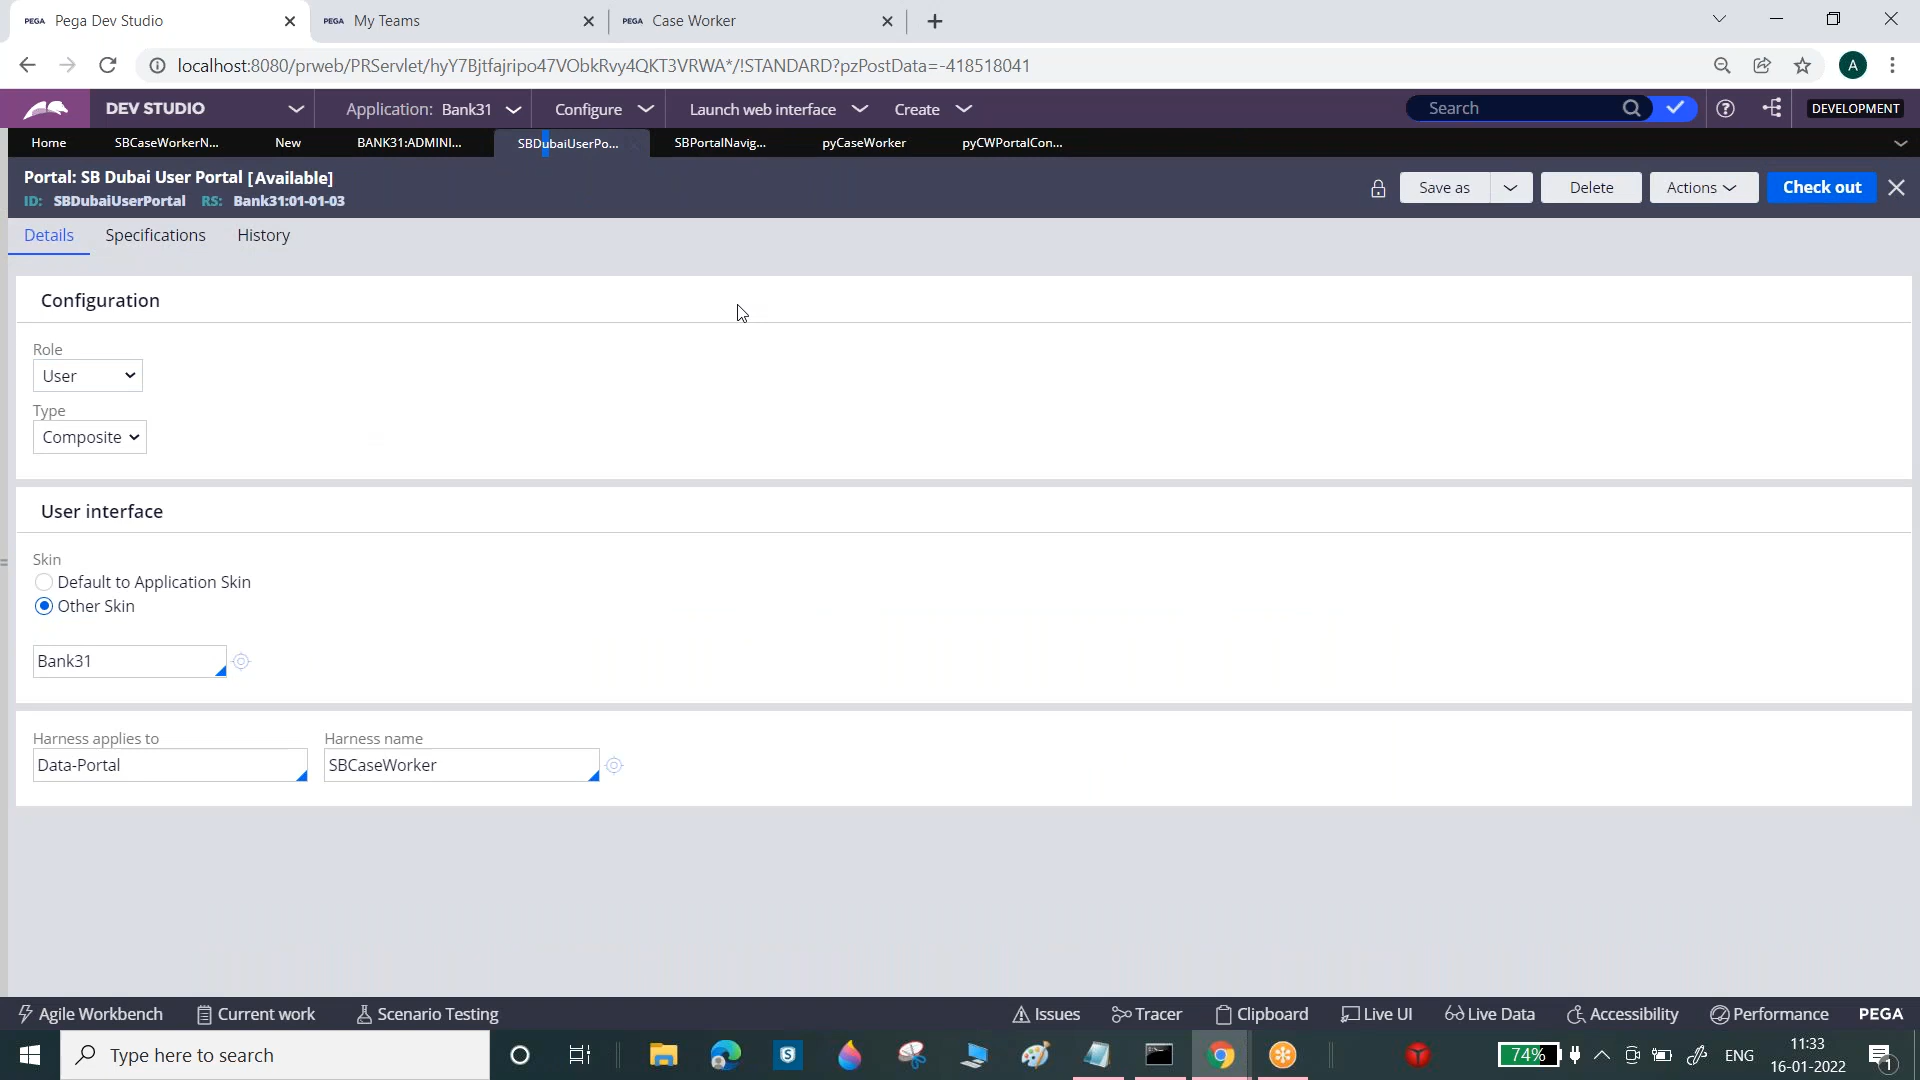 PEGA Pega Dev Studio
PEGA My Teams
PEGA Case Worker
localhost:8080/prweb/PRServlet/hyY7Bjtfajripo47VObkRvy4QKT3VRWA*/!STANDARD?pzPostData=-418518041
A
DEV STUDIO
Application: Bank31
Configure
Launch web interface
Create
Search
DEVELOPMENT
Home
SBCaseWorkerN...
New
BANK31:ADMINI...
SBDubaiUserPo...
SBPortalNavig...
pyCaseWorker
pyCWPortalCon...
Portal: SB Dubai User Portal [Available]
ID: SBDubaiUserPortal RS: Bank31:01-01-03
Save as
Delete
Actions
Check out
Details
Specifications
History
Configuration
Role
User
Type
Composite
User interface
Skin
Default to Application Skin
Other Skin
Bank31
Harness applies to
Harness name
Data-Portal
SBCaseWorker
Agile Workbench
Current work
Scenario Testing
Issues
Tracer
Clipboard
Live UI
Live Data
Accessibility
Performance
PEGA
Type here to search
74%
ENG
11:33
16-01-2022
1